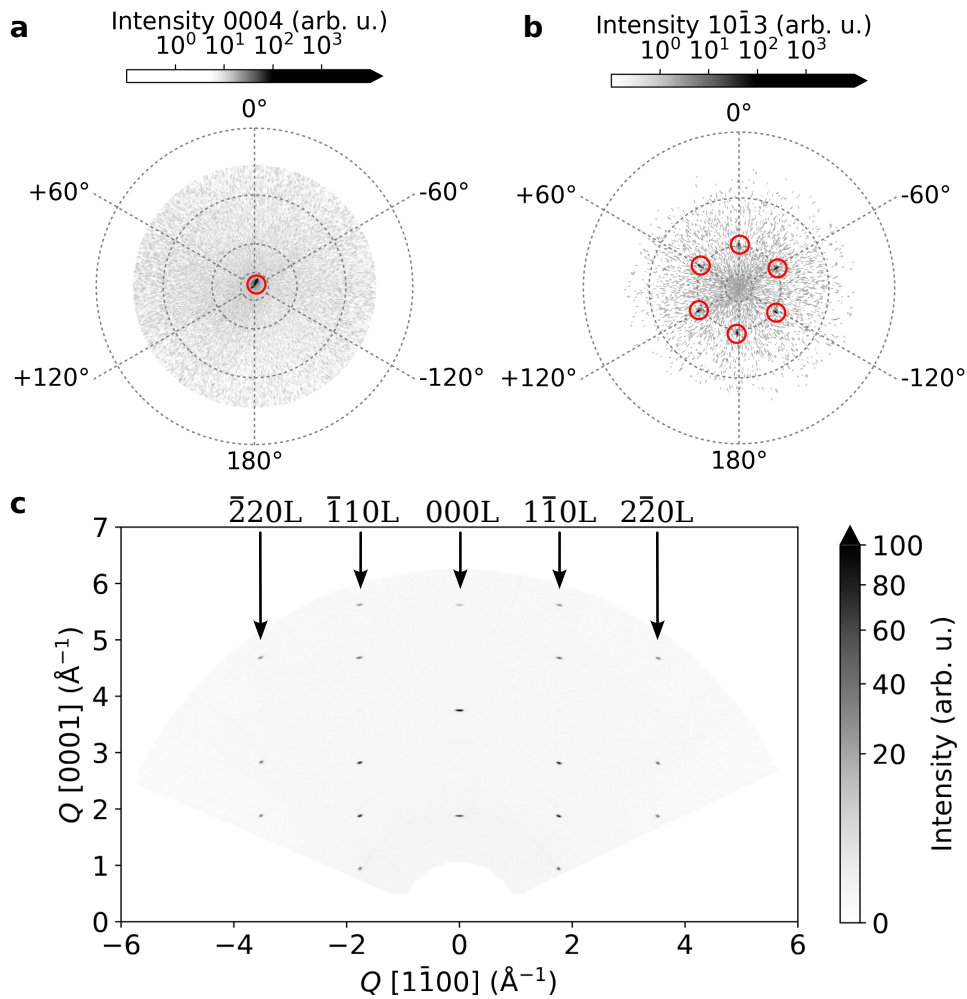 a
Intensity 0004 (arb. u.)
10⁰ 10¹ 10² 10³
0°
+60°
-60°
+120°
-120°
180°
b
Intensity 101̄3 (arb. u.)
10⁰ 10¹ 10² 10³
0°
+60°
-60°
+120°
-120°
180°
c
2̄20L 1̄10L 000L 11̄0L 22̄0L
7
6
5
4
3
2
1
0
Q [0001] (Å⁻¹)
−6 −4 −2 0 2 4 6
Q [11̄00] (Å⁻¹)
100
80
60
40
20
0
Intensity (arb. u.)